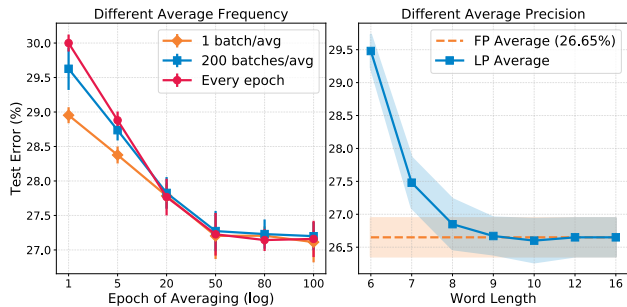 Different Average Frequency
Test Error (%)
30.0
29.5
29.0
28.5
28.0
27.5
27.0
1 batch/avg
200 batches/avg
Every epoch
1 5 20 50 80 100
Epoch of Averaging (log)
Different Average Precision
29.5
29.0
28.5
28.0
27.5
27.0
26.5
FP Average (26.65%)
LP Average
6 7 8 9 10 12 16
Word Length